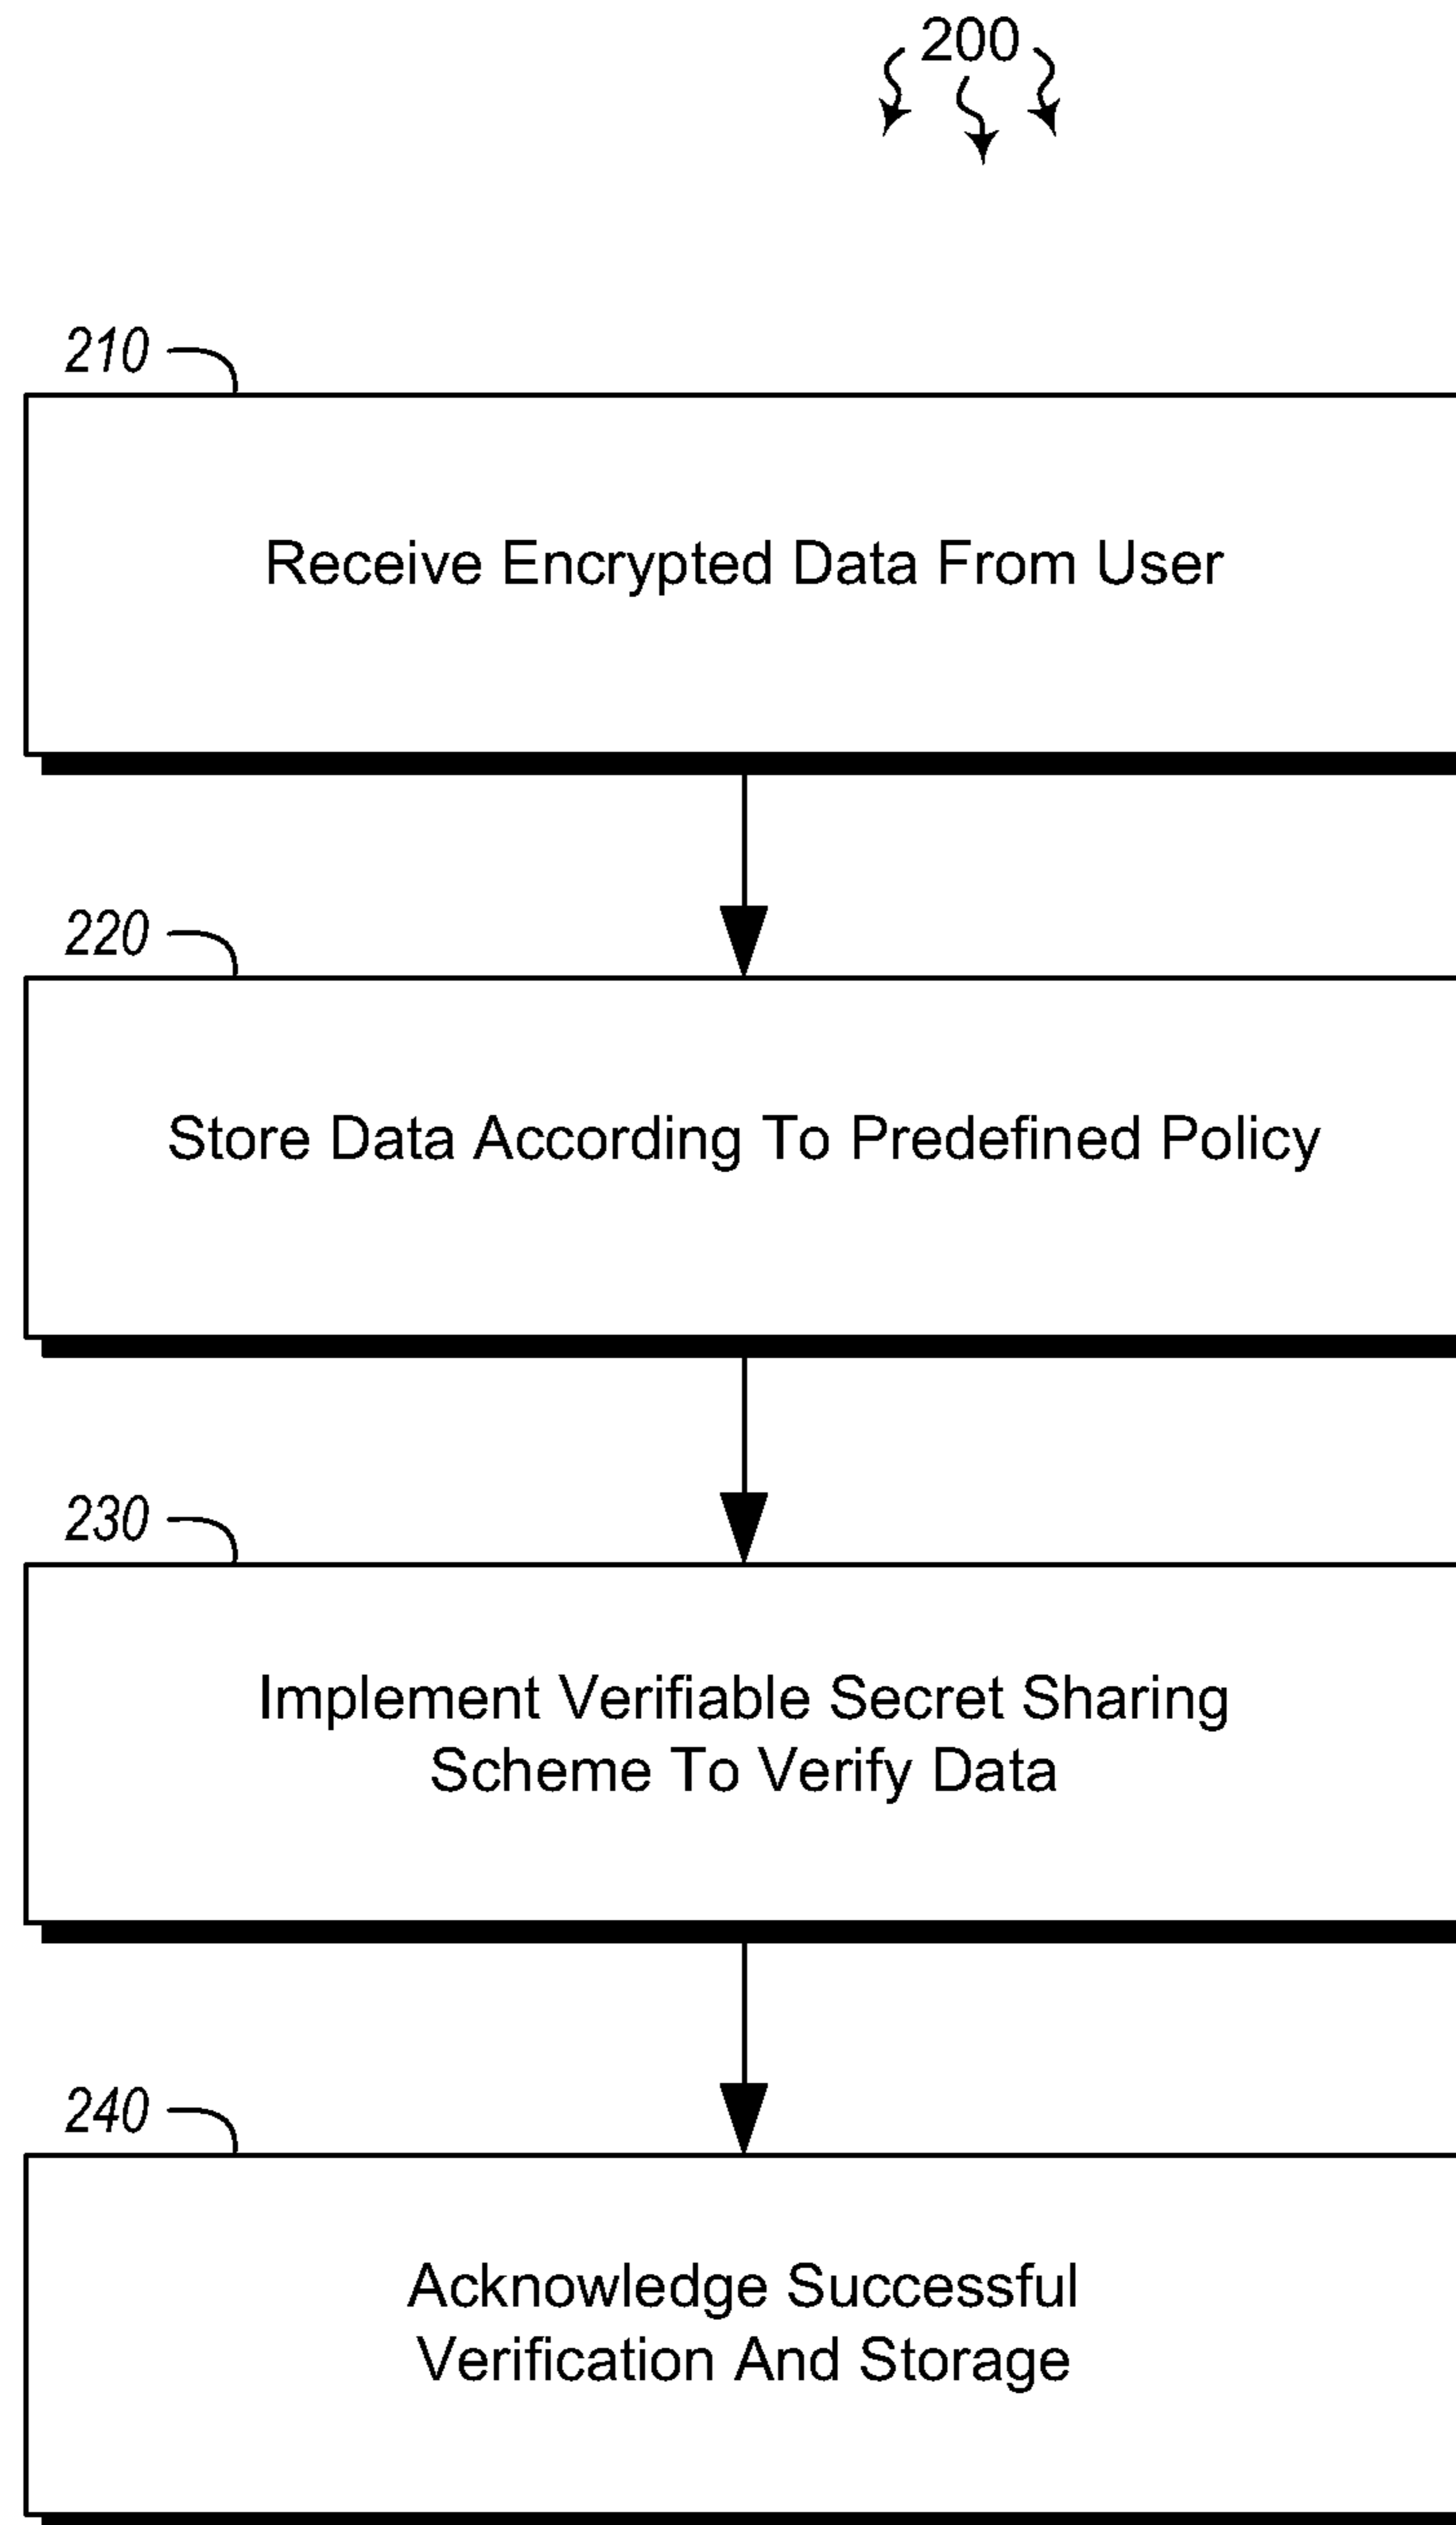 200
210
Receive Encrypted Data From User
220
Store Data According To Predefined Policy
230
Implement Verifiable Secret Sharing
Scheme To Verify Data
240
Acknowledge Successful
Verification And Storage